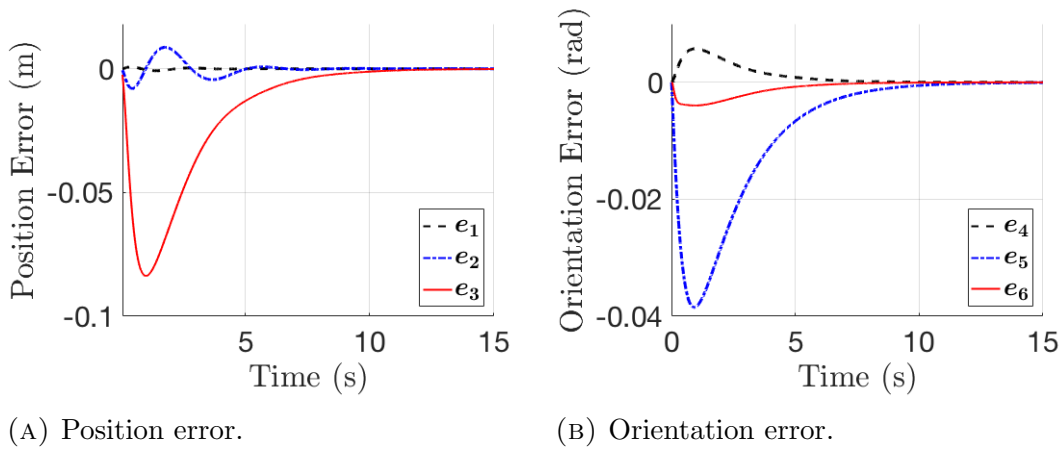 Position Error (m)
0
-0.05
-0.1
5
10
15
Time (s)
e1
e2
e3
(A) Position error.
Orientation Error (rad)
0
-0.02
-0.04
0
5
10
15
Time (s)
e4
e5
e6
(B) Orientation error.